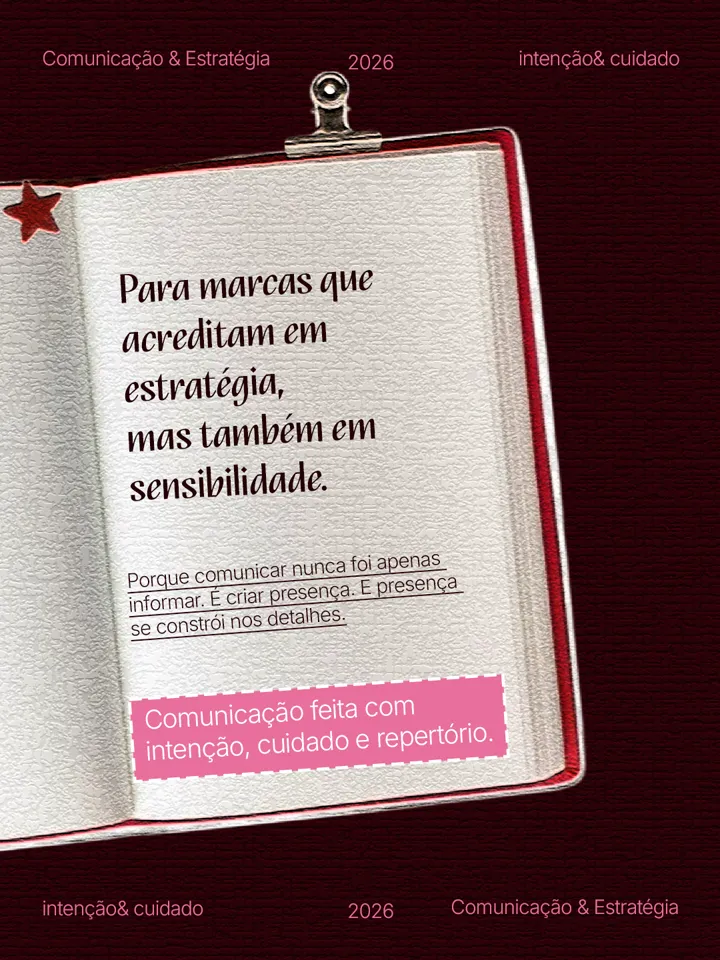 Comunicação & Estratégia
2026
intenção& cuidado
Para marcas que
acreditam em
estratégia,
mas também em
sensibilidade.
Porque comunicar nunca foi apenas
informar. É criar presença. E presença
se constrói nos detalhes.
Comunicação feita com
intenção, cuidado e repertório.
intenção& cuidado
2026
Comunicação & Estratégia